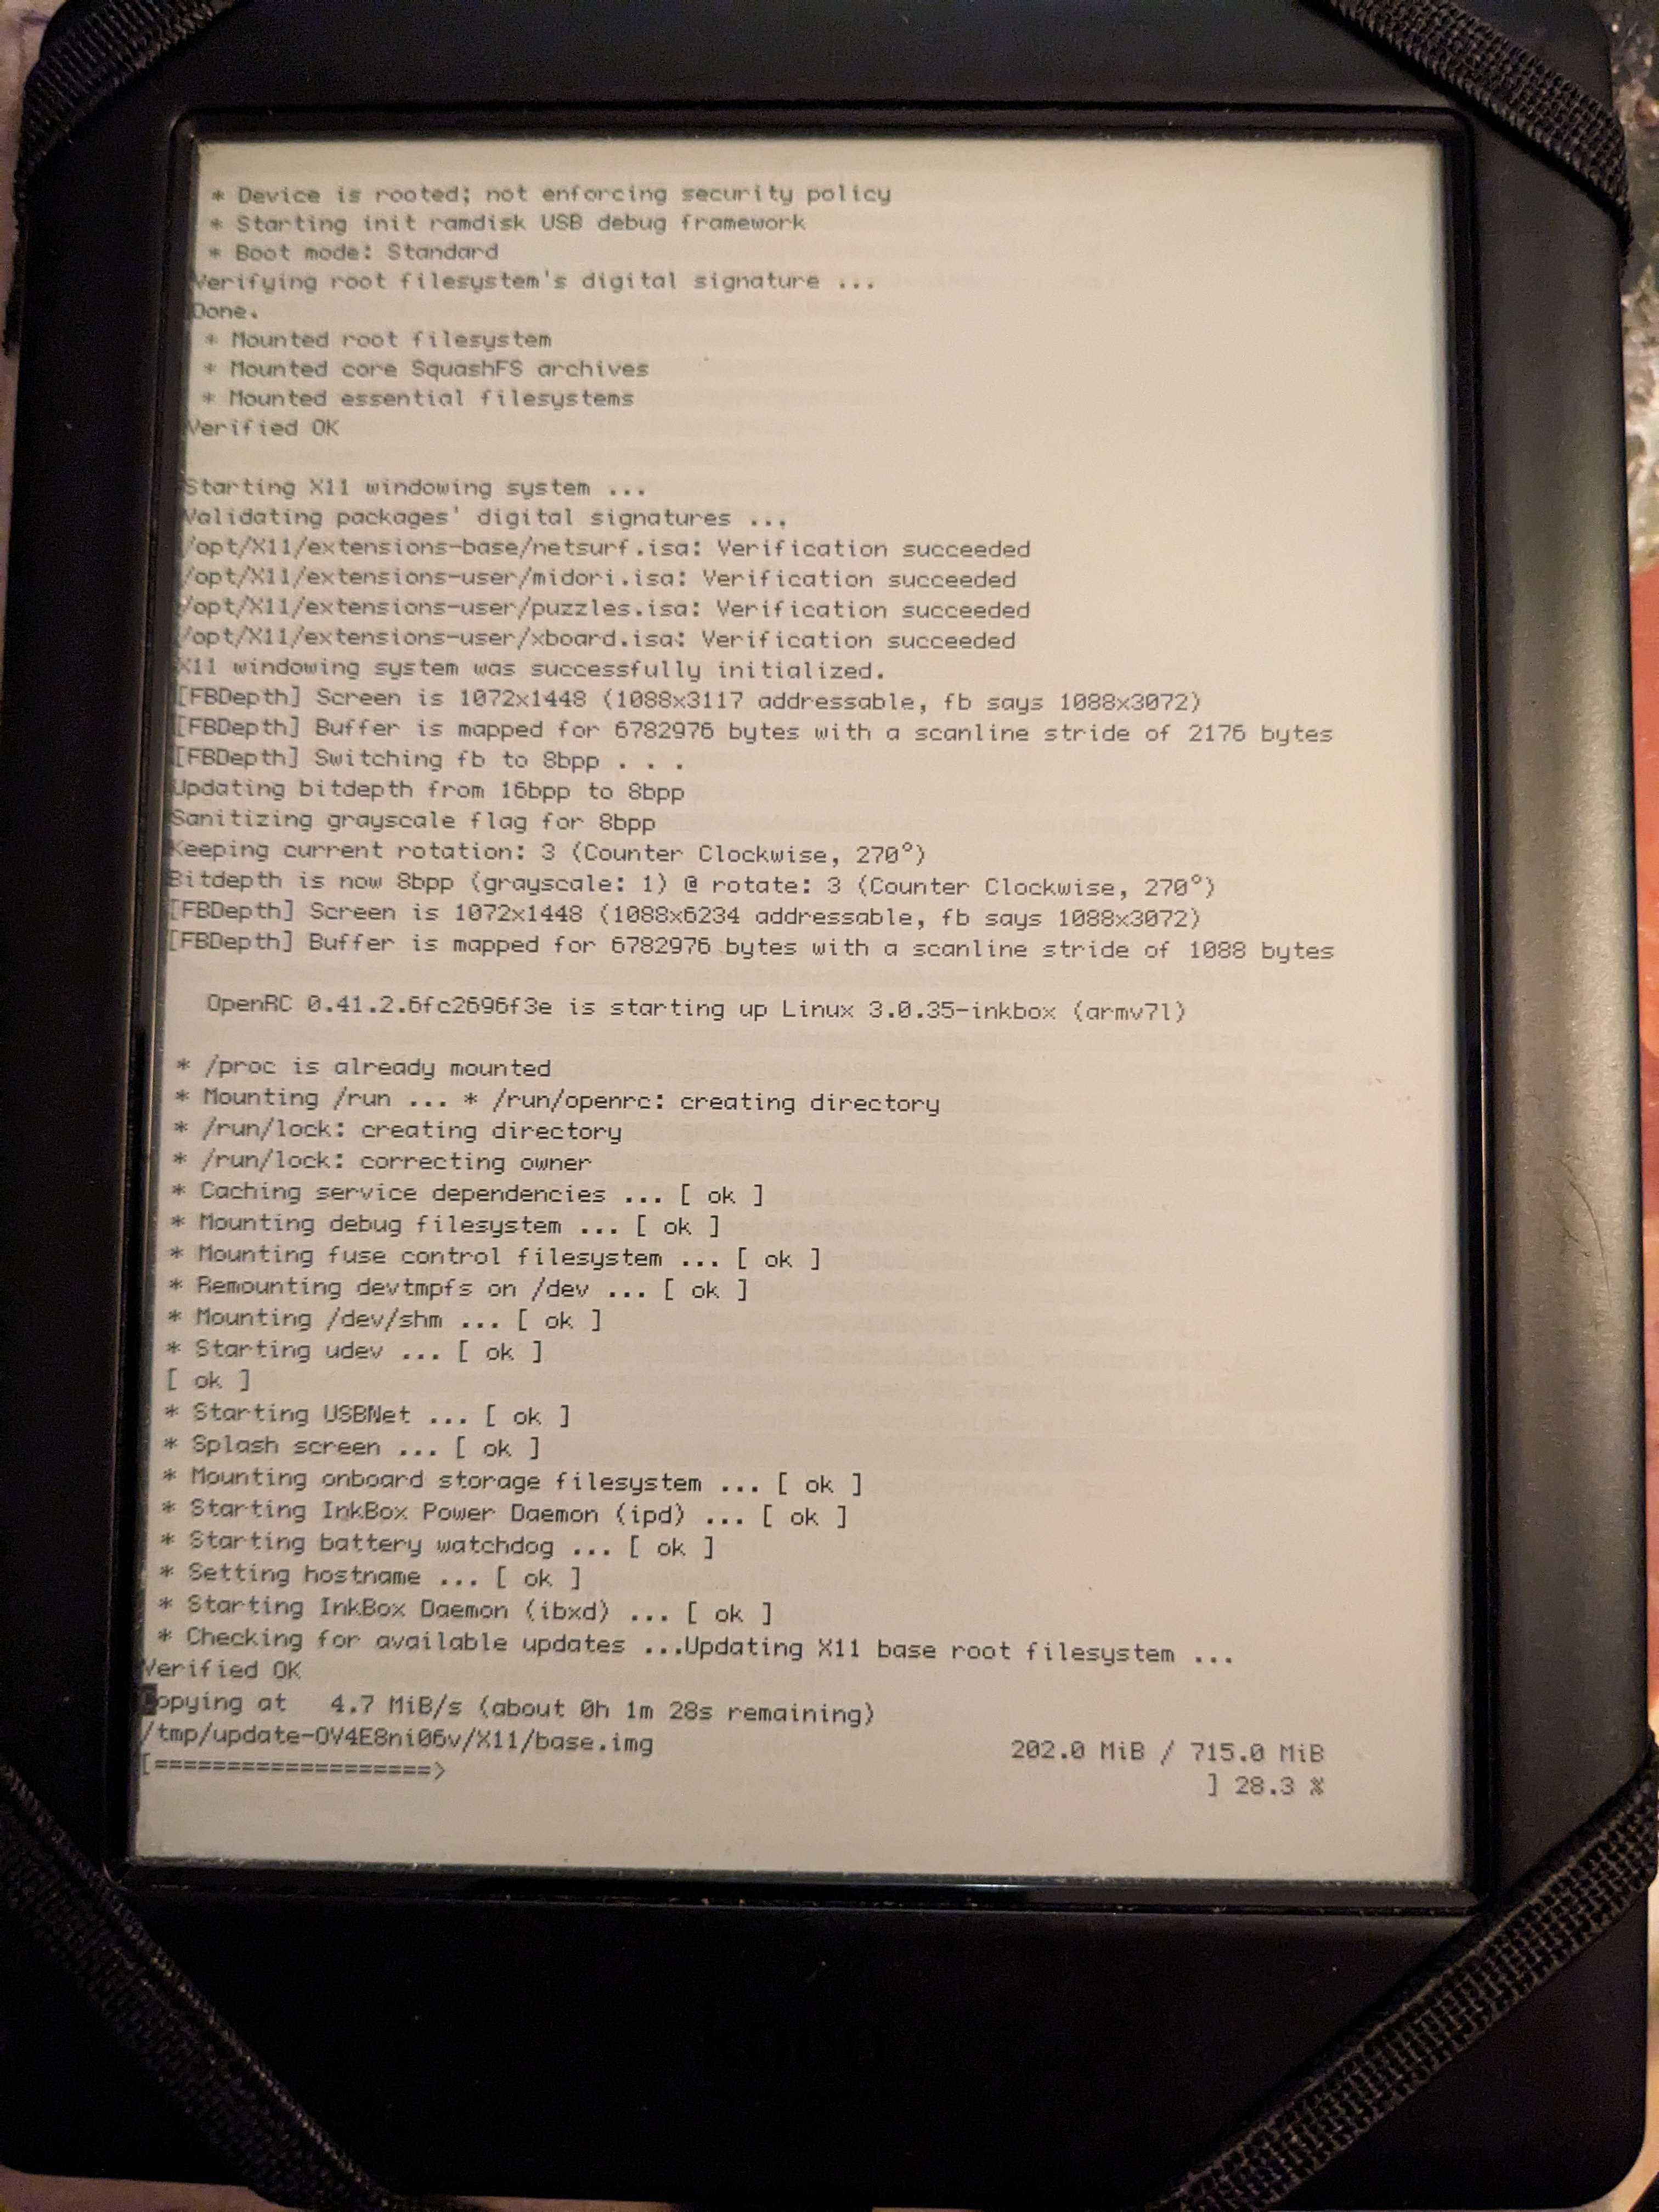 * Device is rooted; not enforcing security policy
* Starting init ramdisk USB debug framework
* Boot mode: Standard
Verifying root filesystem's digital signature ...
Done.
* Mounted root filesystem
* Mounted core SquashFS archives
* Mounted essential filesystems
Verified OK
Starting X11 windowing system ...
Validating packages' digital signatures ...
/opt/X11/extensions-base/netsurf.isa: Verification succeeded
/opt/X11/extensions-user/midori.isa: Verification succeeded
/opt/X11/extensions-user/puzzles.isa: Verification succeeded
/opt/X11/extensions-user/xboard.isa: Verification succeeded
X11 windowing system was successfully initialized.
[FBDepth] Screen is 1072x1448 (1088x3117 addressable, fb says 1088x3072)
[FBDepth] Buffer is mapped for 6782976 bytes with a scanline stride of 2176 bytes
[FBDepth] Switching fb to 8bpp . . .
Updating bitdepth from 16bpp to 8bpp
Sanitizing grayscale flag for 8bpp
Keeping current rotation: 3 (Counter Clockwise, 270°)
Bitdepth is now 8bpp (grayscale: 1) @ rotate: 3 (Counter Clockwise, 270°)
[FBDepth] Screen is 1072x1448 (1088x6234 addressable, fb says 1088x3072)
[FBDepth] Buffer is mapped for 6782976 bytes with a scanline stride of 1088 bytes
OpenRC 0.41.2.6fc2696f3e is starting up Linux 3.0.35-inkbox (armv7l)
* /proc is already mounted
* Mounting /run ... * /run/openrc: creating directory
* /run/lock: creating directory
* /run/lock: correcting owner
* Caching service dependencies ... [ ok ]
* Mounting debug filesystem ... [ ok ]
* Mounting fuse control filesystem ... [ ok ]
* Remounting devtmpfs on /dev ... [ ok ]
* Mounting /dev/shm ... [ ok ]
* Starting udev ... [ ok ]
[ ok ]
* Starting USBNet ... [ ok ]
* Splash screen ... [ ok ]
* Mounting onboard storage filesystem ... [ ok ]
* Starting InkBox Power Daemon (ipd) ... [ ok ]
* Starting battery watchdog ... [ ok ]
* Setting hostname ... [ ok ]
* Starting InkBox Daemon (ibxd) ... [ ok ]
* Checking for available updates ...Updating X11 base root filesystem ...
Verified OK
Copying at 4.7 MiB/s (about 0h 1m 28s remaining)
/tmp/update-OV4E8ni06v/X11/base.img 202.0 MiB / 715.0 MiB
[===================> ] 28.3 %
kobo